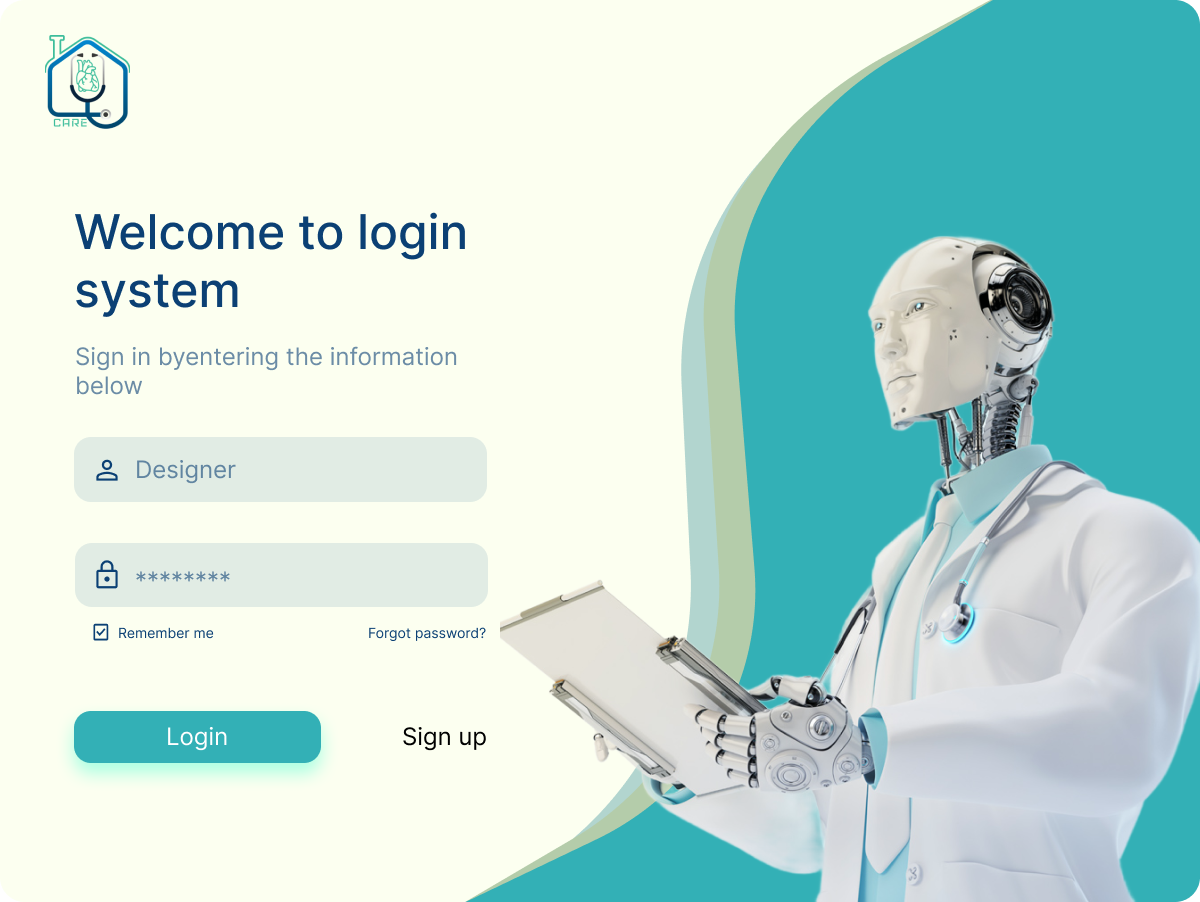 CARE
Welcome to login
system
Sign in byentering the information
below
Designer
********
Remember me
Forgot password?
Login
Sign up